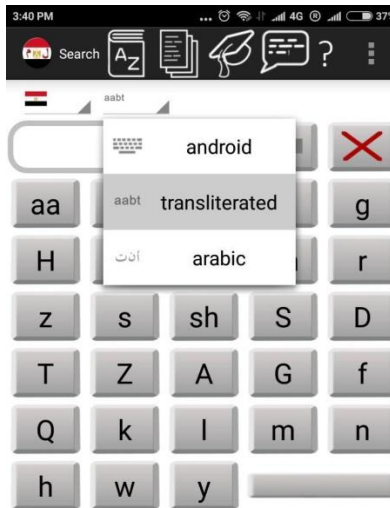 3:40 PM ... 4G R 37%
Search AZ ?
aabt
android
aabt transliterated
أ ن ت arabic
aa g
H r
z s sh S D
T Z A G f
Q k l m n
h w y